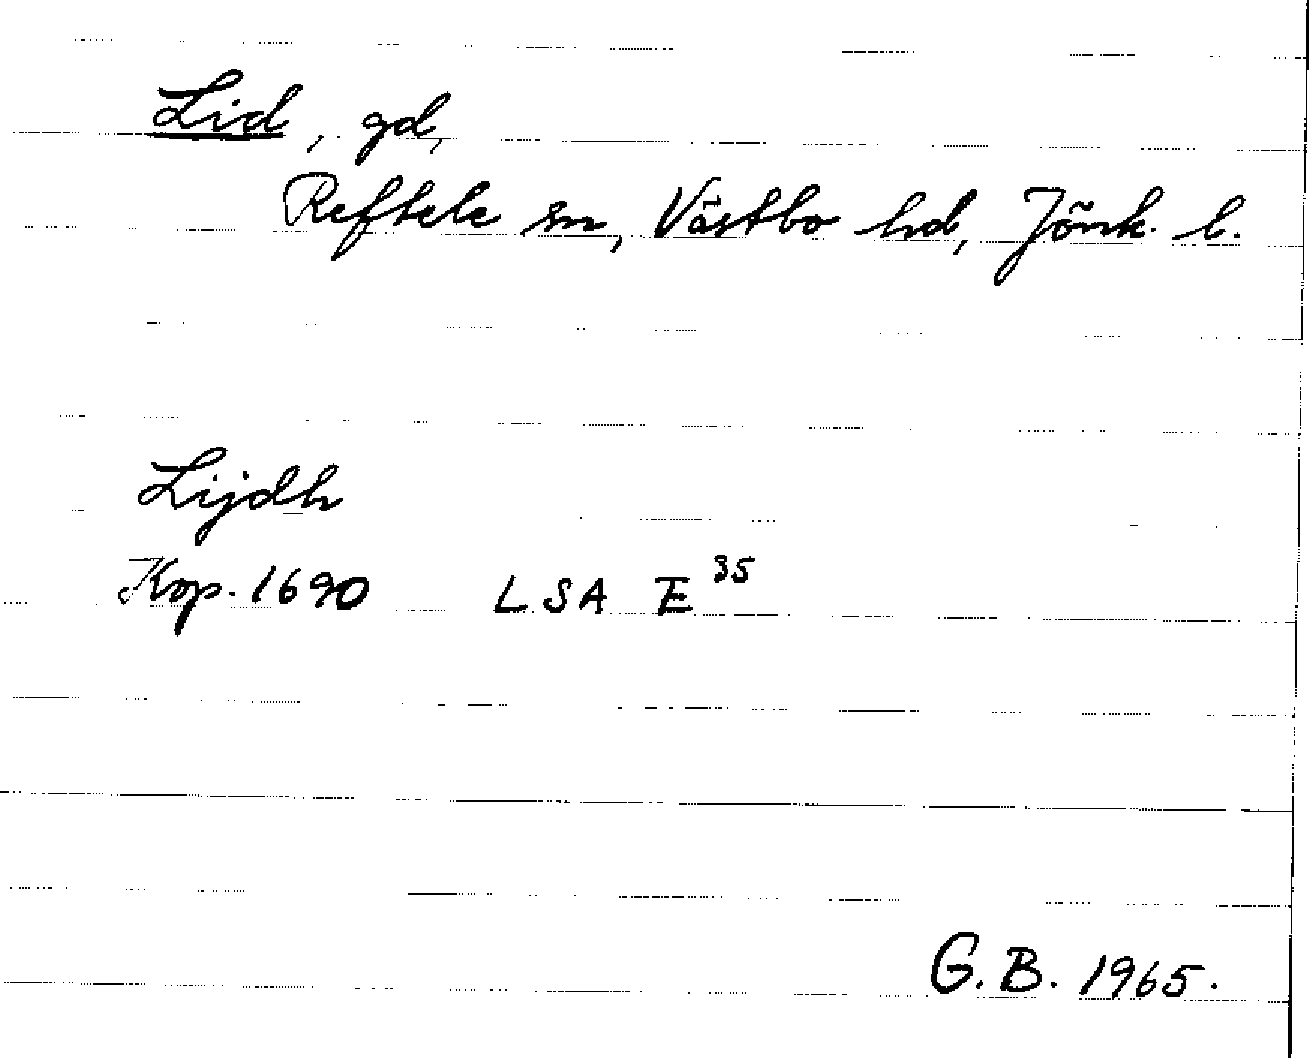 Lid, gd,
Reftele sn, Västbo hd, Jönk. l.
Lijdh
Kop. 1690 LSA E 35
G. B. 1965.